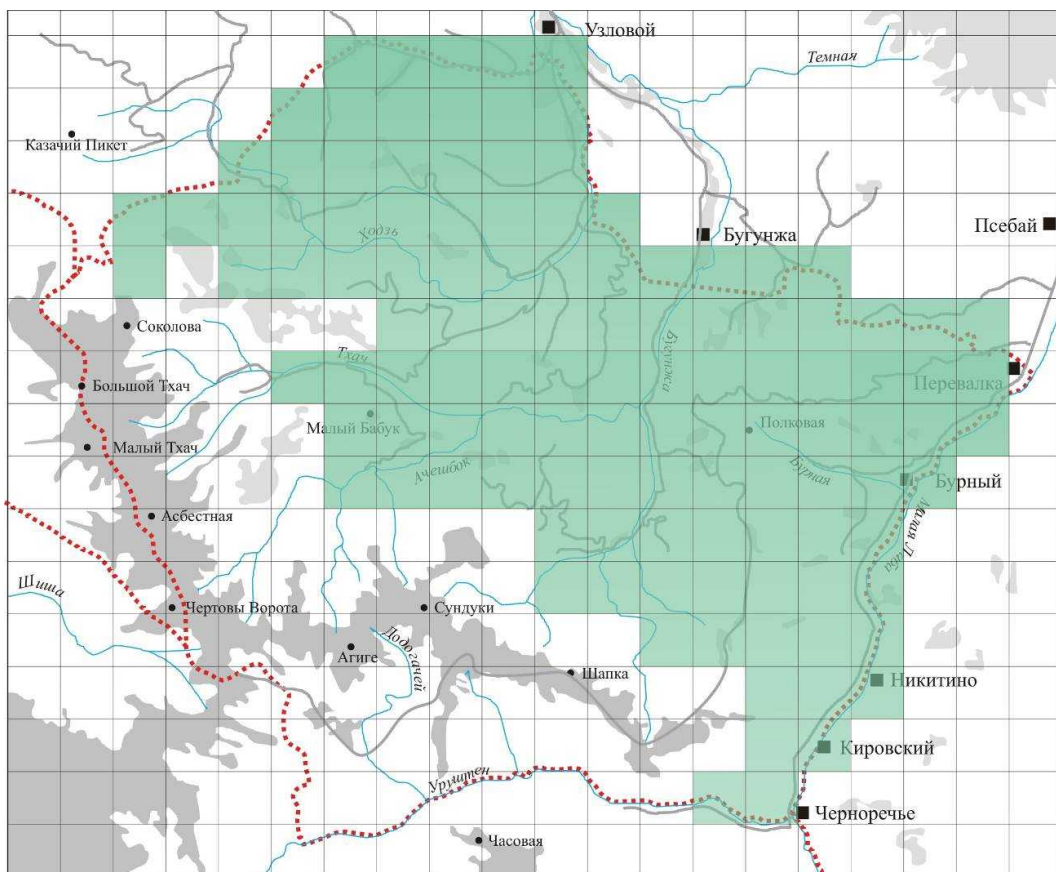 Узловой
Темная
Казачий Пикет
Псебай
Бугунжа
Ходзь
Соколова
Бугунжа
Тхач
Перевалка
Большой Тхач
Малый Бабук
Полковая
Малый Тхач
Ачешбок
Бурная
Бурный
Асбестная
Малая Лаба
Шиша
Чертовы Ворота
Сундуки
Додогачей
Агиге
Шапка
Никитино
Кировский
Уруштен
Черноречье
Часовая